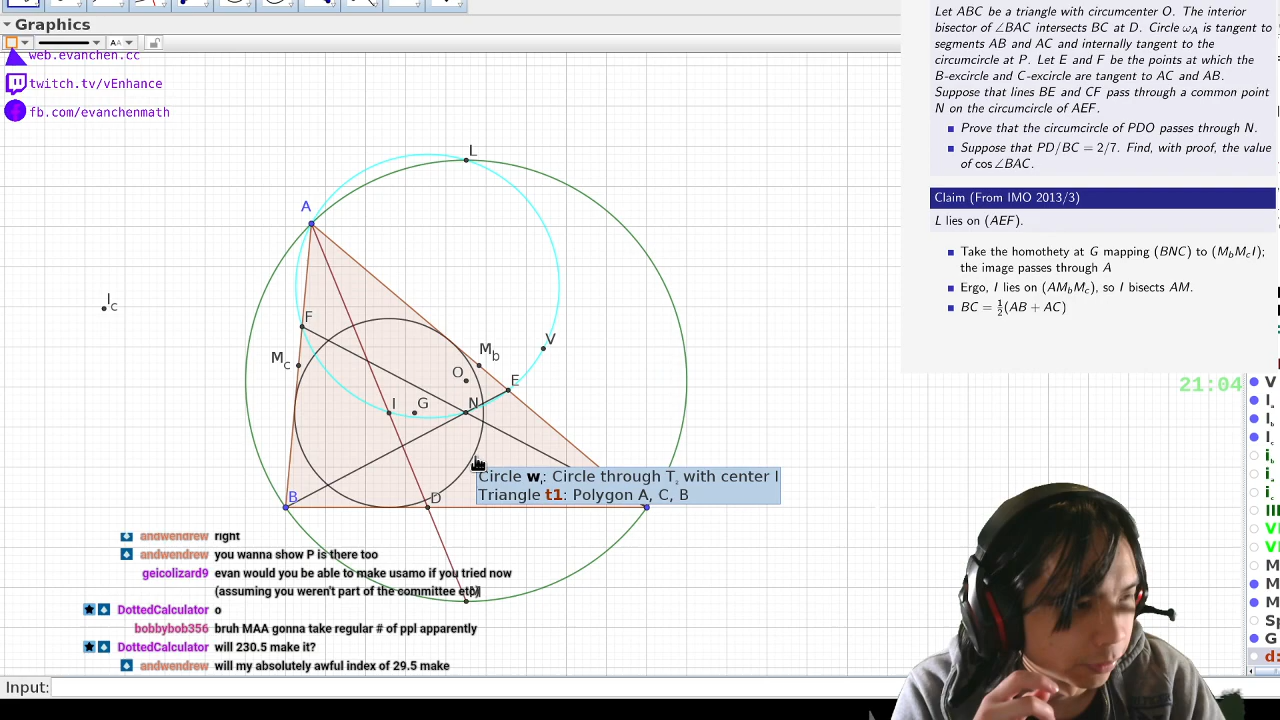 Graphics
web.evanchen.cc
twitch.tv/vEnhance
fb.com/evanchenmath
Let ABC be a triangle with circumcenter O. The interior
bisector of ∠BAC intersects BC at D. Circle ωA is tangent to
segments AB and AC and internally tangent to the
circumcircle at P. Let E and F be the points at which the
B-excircle and C-excircle are tangent to AC and AB.
Suppose that lines BE and CF pass through a common point
N on the circumcircle of AEF.
Prove that the circumcircle of PDO passes through N.
Suppose that PD/BC = 2/7. Find, with proof, the value
of cos∠BAC.
Claim (From IMO 2013/3)
L lies on (AEF).
Take the homothety at G mapping (BNC) to (MbMcI);
the image passes through A
Ergo, I lies on (AMbMc), so I bisects AM.
BC = 1/2(AB + AC)
21:04
L
A
Ic
F
V
Mc
Mb
O
E
I
G
N
B
D
Circle w: Circle through T, with center I
Triangle t1: Polygon A, C, B
andwendrew right
andwendrew you wanna show P is there too
geicolizard9 evan would you be able to make usamo if you tried now
(assuming you weren't part of the committee etc)
DottedCalculator o
bobbybob356 bruh MAA gonna take regular # of ppl apparently
DottedCalculator will 230.5 make it?
andwendrew will my absolutely awful index of 29.5 make
Input: